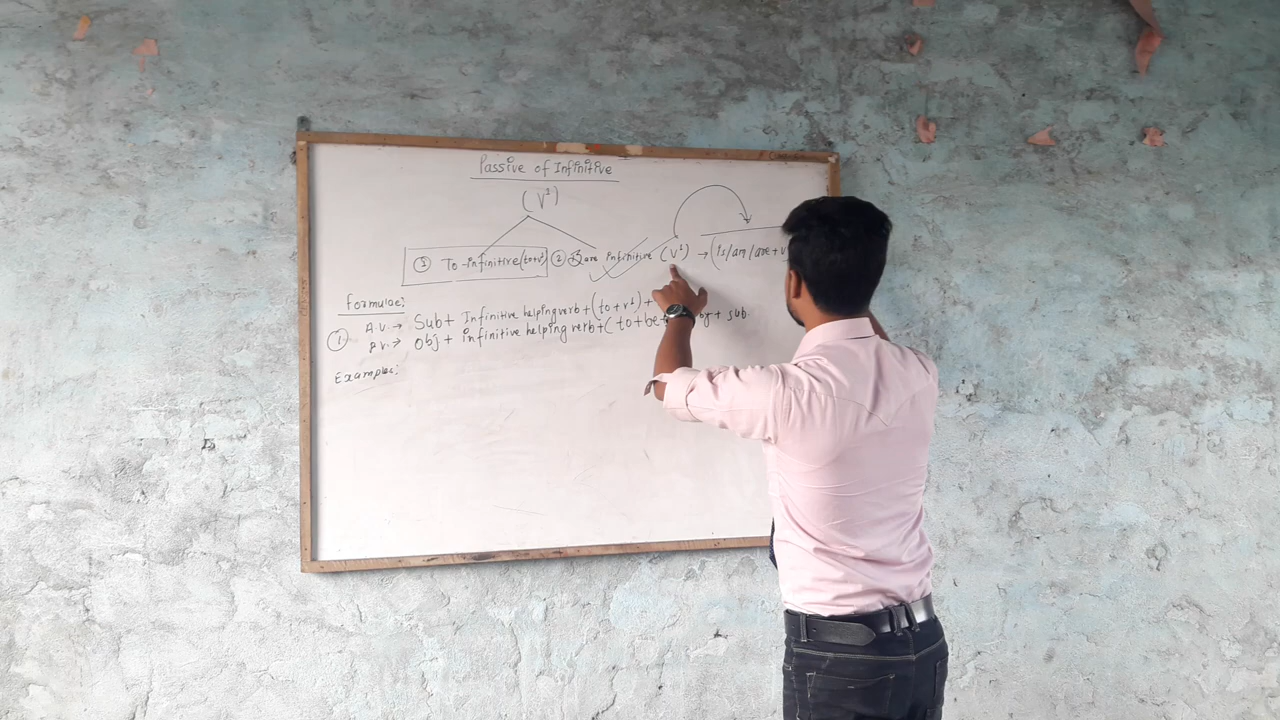 Passive of Infinitive
(V¹)
① To-infinitive (to+v¹) ② Bare infinitive (V¹) → (is/am/are + v
Formulae:
① A.V. → Sub + Infinitive helping verb + (to + v¹) +
P.V. → Obj + infinitive helping verb + ( to + be + + sub.
Examples: